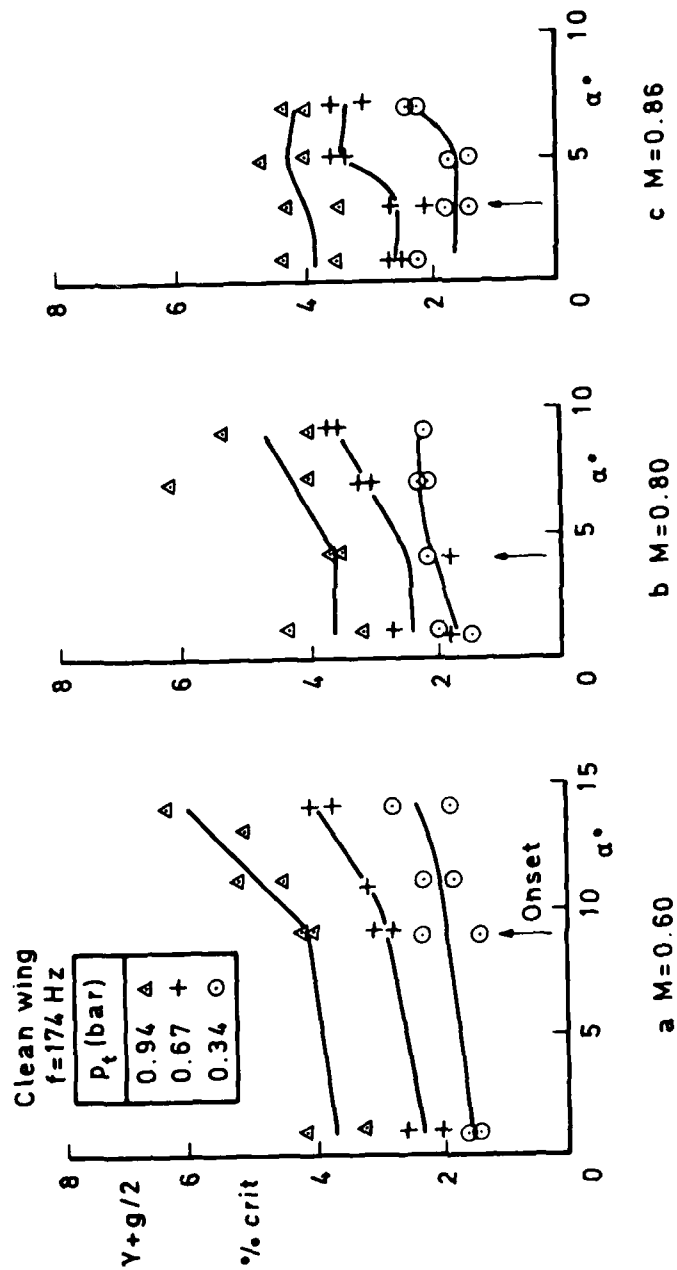 Clean wing
f=174 Hz
Pt (bar)
0.94 △
0.67 +
0.34 ⊙
8
γ+g/2
6
% crit
4
2
0
5
10
15
α°
Onset
a M=0.60
8
6
4
2
0
5
10
α°
b M=0.80
8
6
4
2
0
5
10
α°
c M=0.86